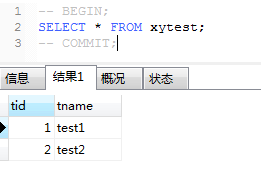 1 -- BEGIN;
2 SELECT * FROM xytest;
3 -- COMMIT;
信息 结果1 概况 状态
tid tname
1 test1
2 test2